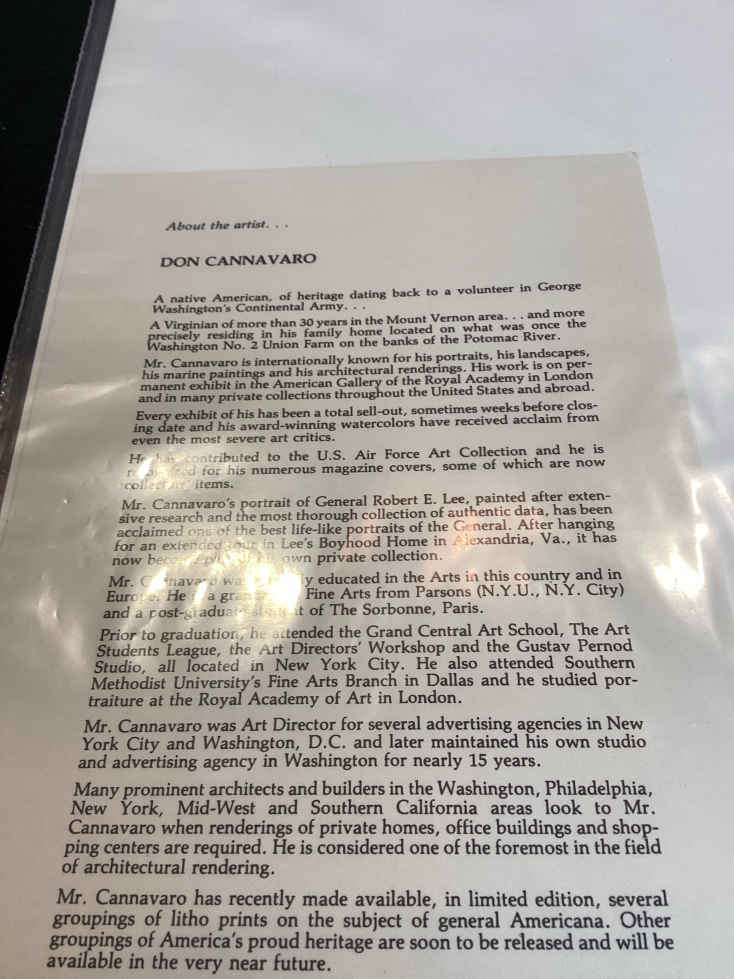 About the artist. . .
DON CANNAVARO
A native American, of heritage dating back to a volunteer in George
Washington's Continental Army. . .
A Virginian of more than 30 years in the Mount Vernon area. . . and more
precisely residing in his family home located on what was once the
Washington No. 2 Union Farm on the banks of the Potomac River.
Mr. Cannavaro is internationally known for his portraits, his landscapes,
his marine paintings and his architectural renderings. His work is on per-
manent exhibit in the American Gallery of the Royal Academy in London
and in many private collections throughout the United States and abroad.
Every exhibit of his has been a total sell-out, sometimes weeks before clos-
ing date and his award-winning watercolors have received acclaim from
even the most severe art critics.
He has contributed to the U.S. Air Force Art Collection and he is
for his numerous magazine covers, some of which are now
items.
Mr. Cannavaro's portrait of General Robert E. Lee, painted after exten-
sive research and the most thorough collection of authentic data, has been
acclaimed one of the best life-like portraits of the General. After hanging
for an extended tour in Lee's Boyhood Home in Alexandria, Va., it has
now own private collection.
Mr. Cannavaro was educated in the Arts in this country and in
Europe. He Fine Arts from Parsons (N.Y.U., N.Y. City)
and a post-graduate of The Sorbonne, Paris.
Prior to graduation, he attended the Grand Central Art School, The Art
Students League, the Art Directors' Workshop and the Gustav Pernod
Studio, all located in New York City. He also attended Southern
Methodist University's Fine Arts Branch in Dallas and he studied por-
traiture at the Royal Academy of Art in London.
Mr. Cannavaro was Art Director for several advertising agencies in New
York City and Washington, D.C. and later maintained his own studio
and advertising agency in Washington for nearly 15 years.
Many prominent architects and builders in the Washington, Philadelphia,
New York, Mid-West and Southern California areas look to Mr.
Cannavaro when renderings of private homes, office buildings and shop-
ping centers are required. He is considered one of the foremost in the field
of architectural rendering.
Mr. Cannavaro has recently made available, in limited edition, several
groupings of litho prints on the subject of general Americana. Other
groupings of America's proud heritage are soon to be released and will be
available in the very near future.